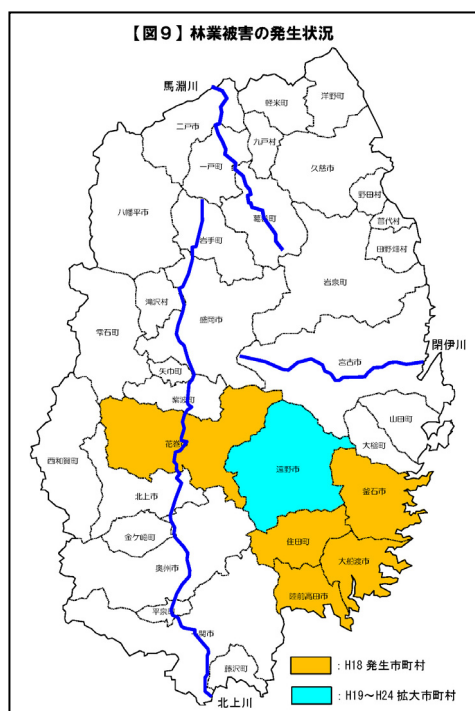 【図9】林業被害の発生状況
馬淵川
軽米町
洋野町
二戸市
九戸村
一戸町
久慈市
野田村
八幡平市
葛巻町
普代村
岩手町
田野畑村
岩泉町
滝沢村
盛岡市
雫石町
閉伊川
宮古市
矢巾町
紫波町
山田町
大槌町
花巻
西和賀町
遠野市
釜石市
北上市
金ケ崎町
住田町
大船渡市
奥州市
陸前高田市
平泉町
一関市
藤沢町
：H18 発生市町村
：H19～H24 拡大市町村
北上川